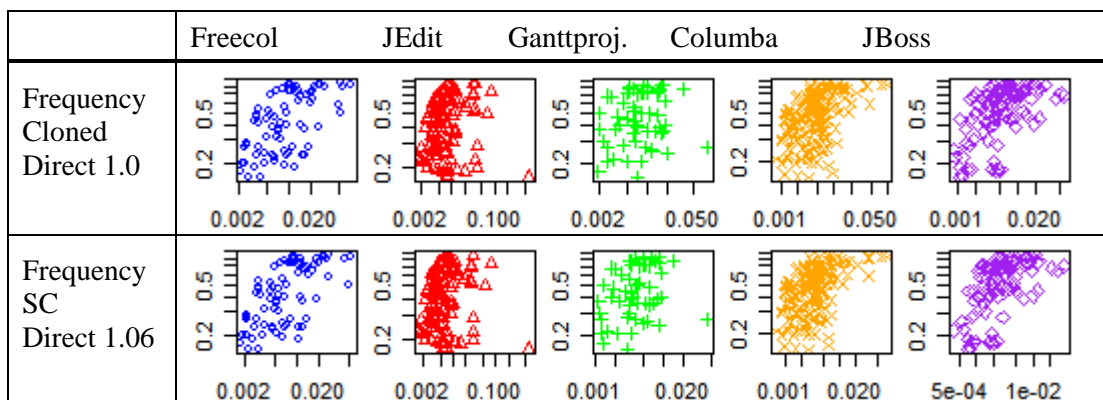 Freecol JEdit Ganttproj. Columba JBoss
Frequency
Cloned
Direct 1.0
0.2 0.5
0.002 0.020
0.2 0.5
0.002 0.100
0.2 0.5
0.002 0.050
0.2 0.5
0.001 0.050
0.2 0.5
0.001 0.020
Frequency
SC
Direct 1.06
0.2 0.5
0.002 0.020
0.2 0.5
0.002 0.100
0.2 0.5
0.001 0.020
0.2 0.5
0.001 0.020
0.2 0.5
5e-04 1e-02